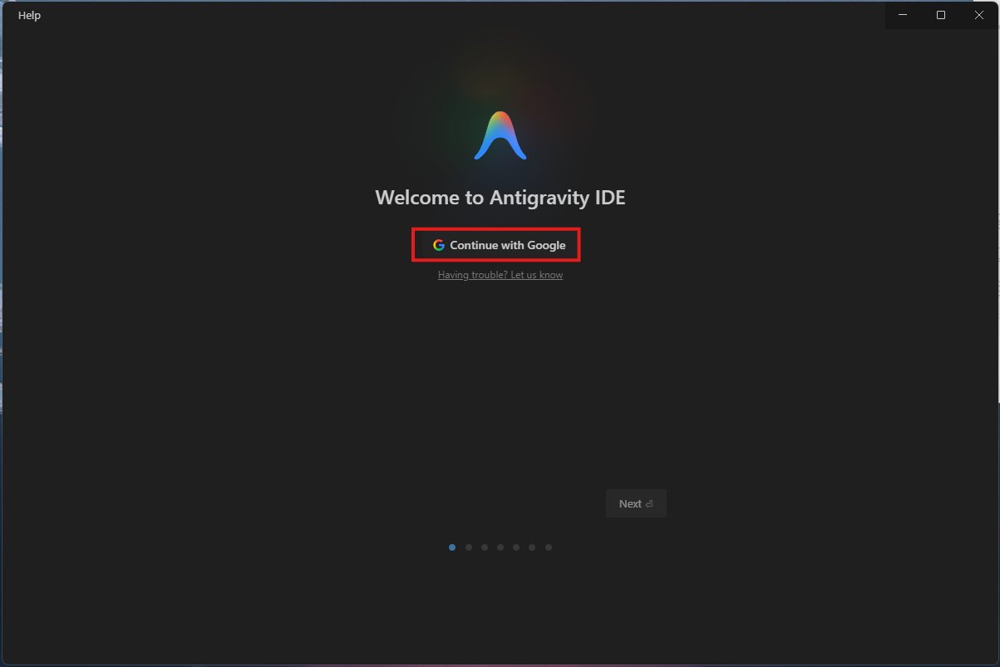 Help
Welcome to Antigravity IDE
Continue with Google
Having trouble? Let us know
Next ⏎